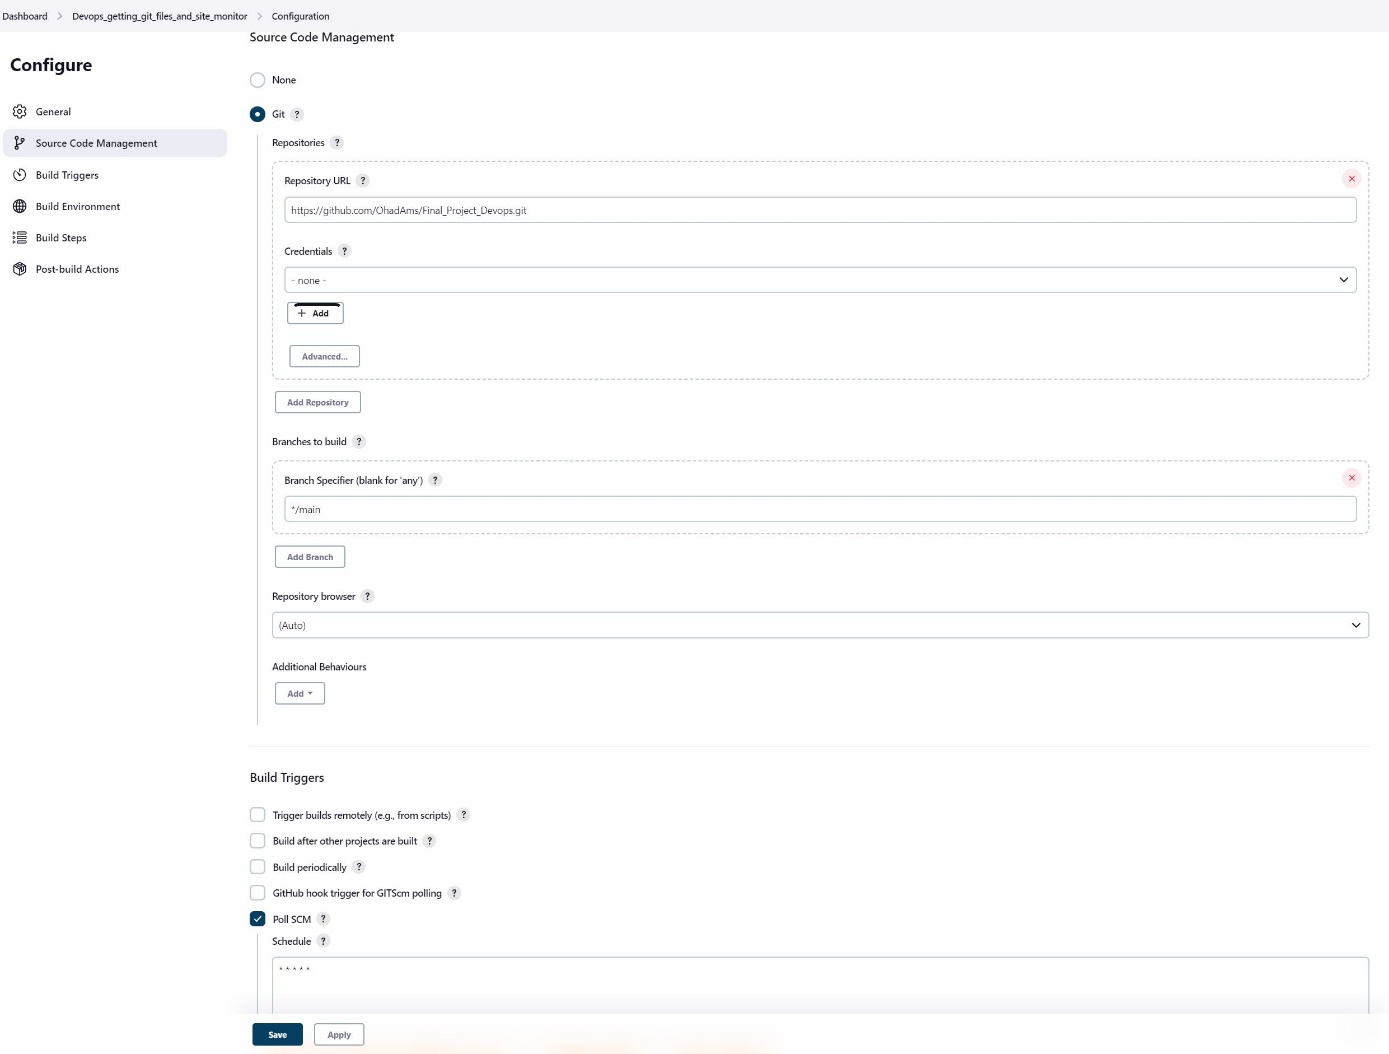 Dashboard > Devops_getting_git_files_and_site_monitor > Configuration
Configure
General
Source Code Management
Build Triggers
Build Environment
Build Steps
Post-build Actions
Source Code Management
None
Git ?
Repositories ?
Repository URL ?
https://github.com/OhadAms/Final_Project_Devops.git
Credentials ?
- none -
+ Add
Advanced...
Add Repository
Branches to build ?
Branch Specifier (blank for 'any') ?
*/main
Add Branch
Repository browser ?
(Auto)
Additional Behaviours
Add
Build Triggers
Trigger builds remotely (e.g., from scripts) ?
Build after other projects are built ?
Build periodically ?
GitHub hook trigger for GITScm polling ?
Poll SCM ?
Schedule ?
* * * * *
Save Apply